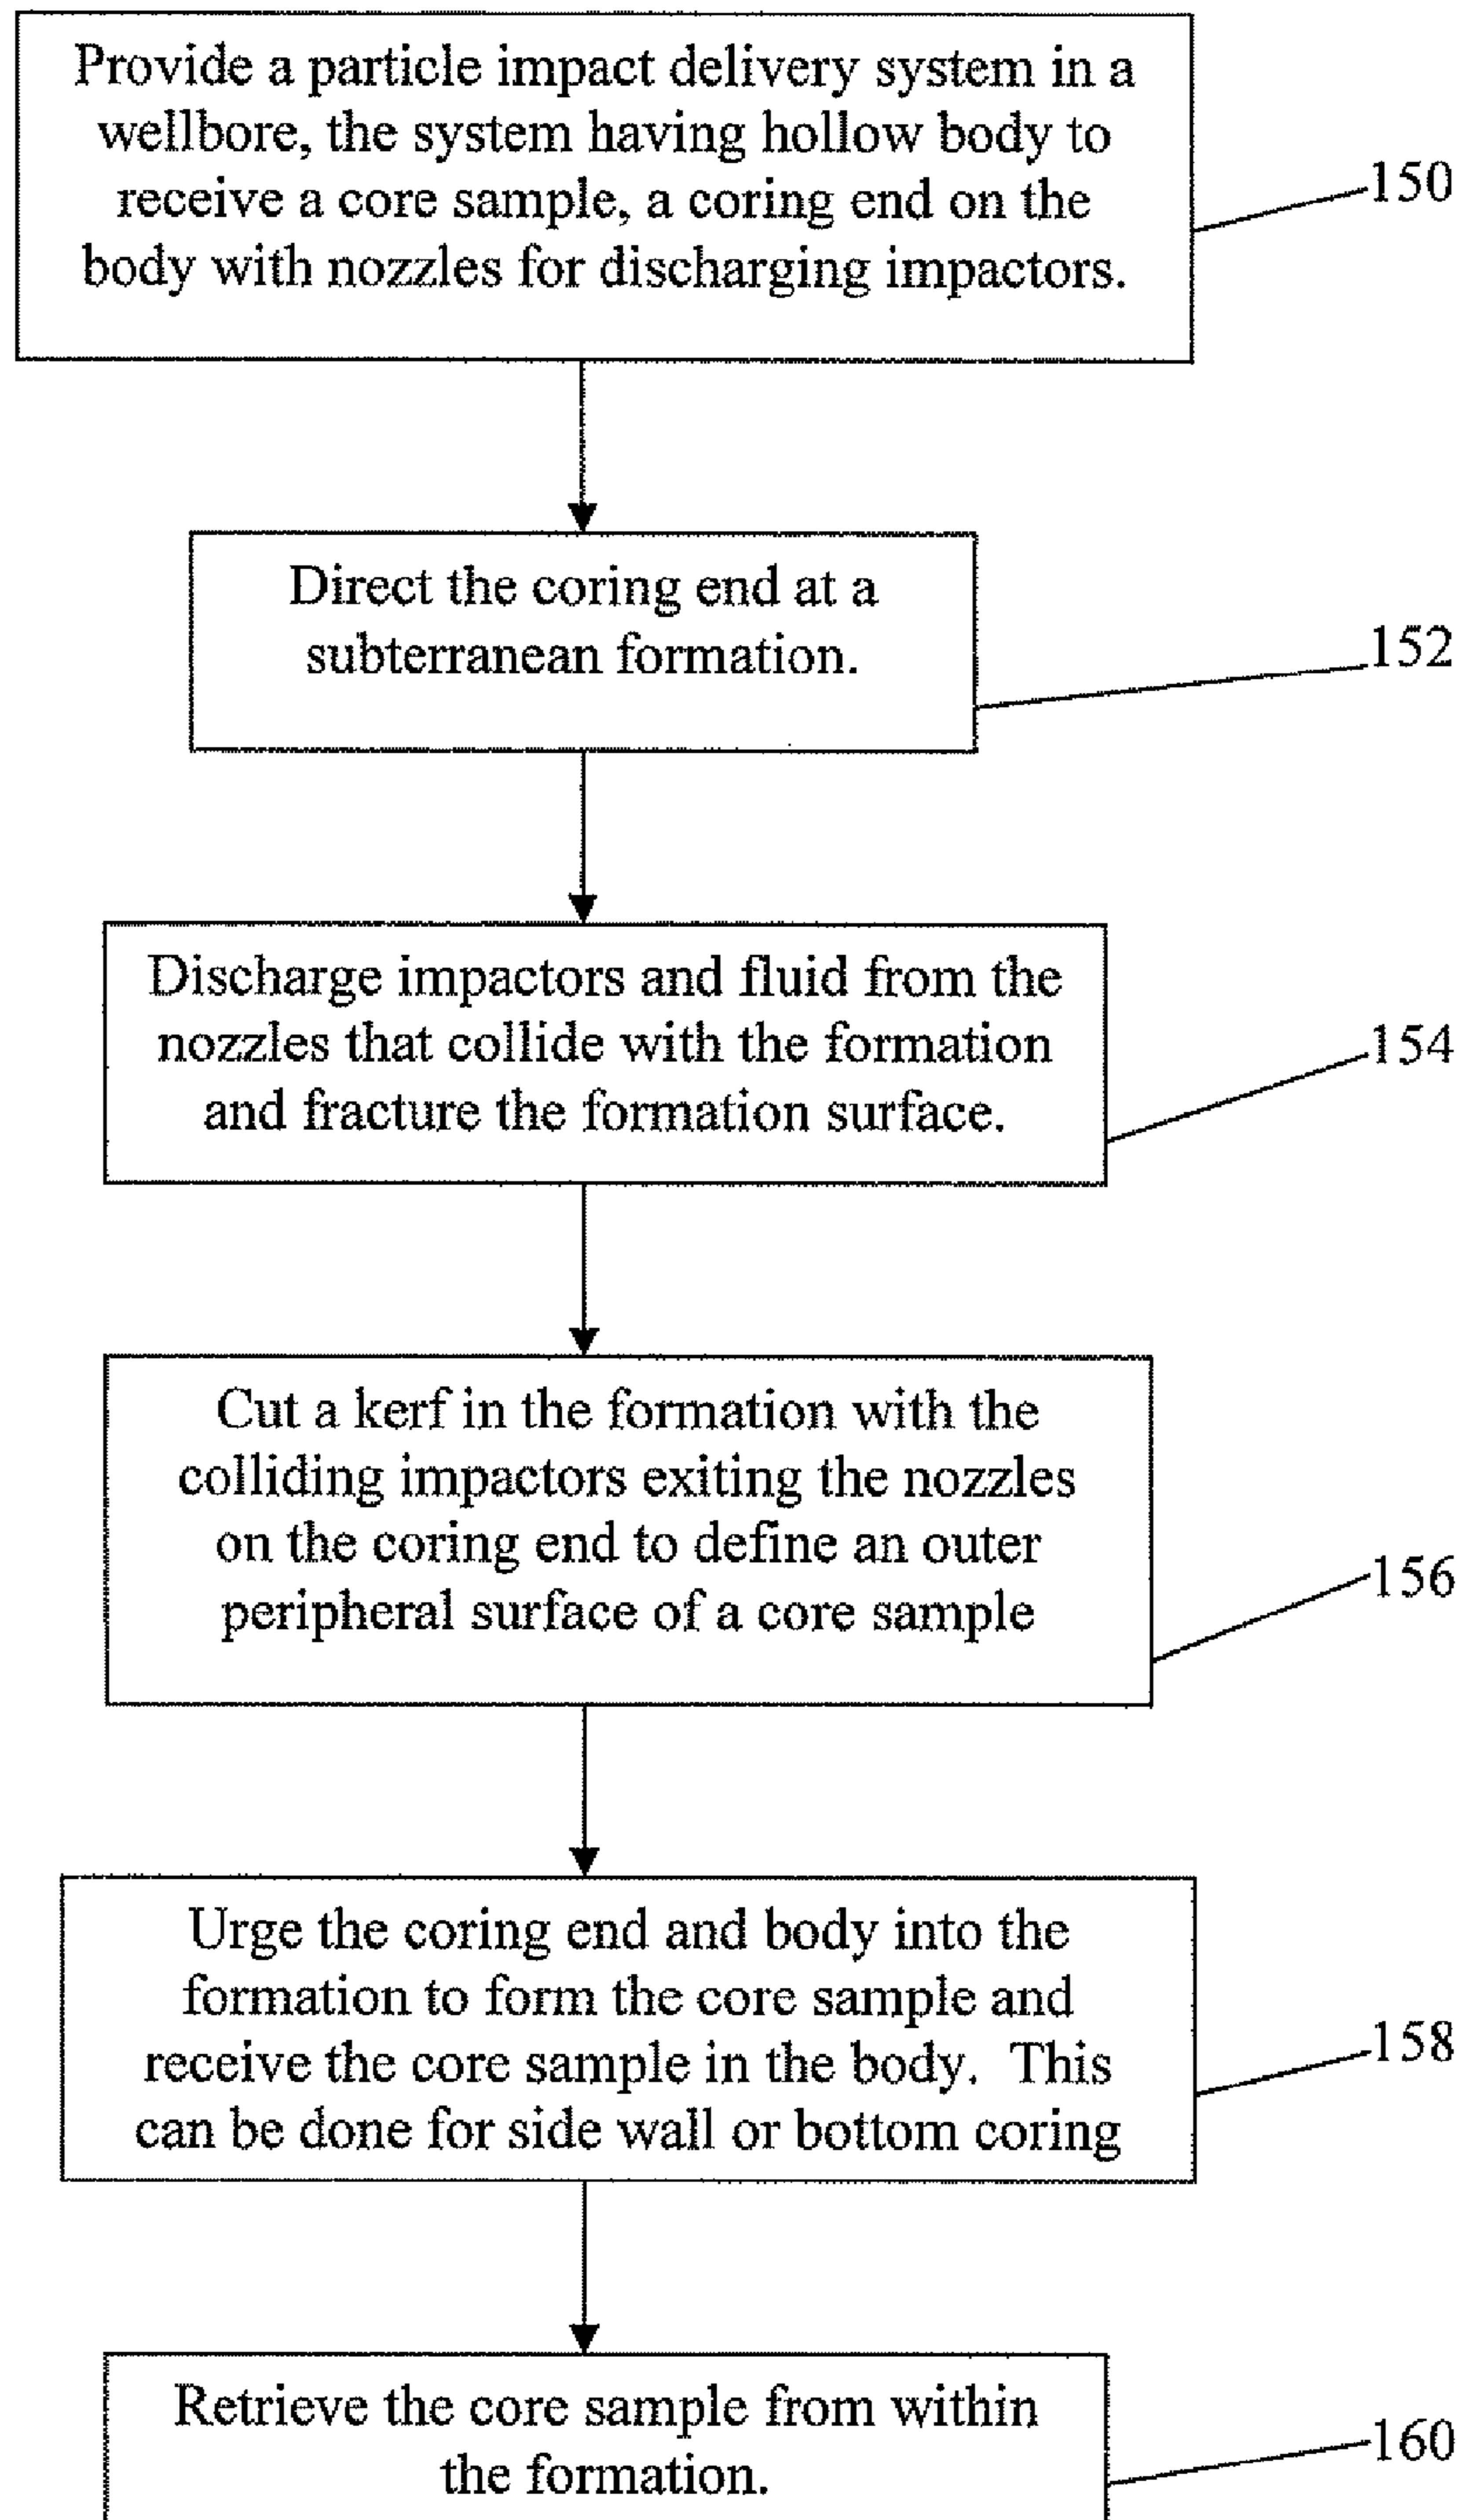 Provide a particle impact delivery system in a
wellbore, the system having hollow body to
receive a core sample, a coring end on the
body with nozzles for discharging impactors.
150
Direct the coring end at a
subterranean formation.
152
Discharge impactors and fluid from the
nozzles that collide with the formation
and fracture the formation surface.
154
Cut a kerf in the formation with the
colliding impactors exiting the nozzles
on the coring end to define an outer
peripheral surface of a core sample
156
Urge the coring end and body into the
formation to form the core sample and
receive the core sample in the body.  This
can be done for side wall or bottom coring
158
Retrieve the core sample from within
the formation.
160